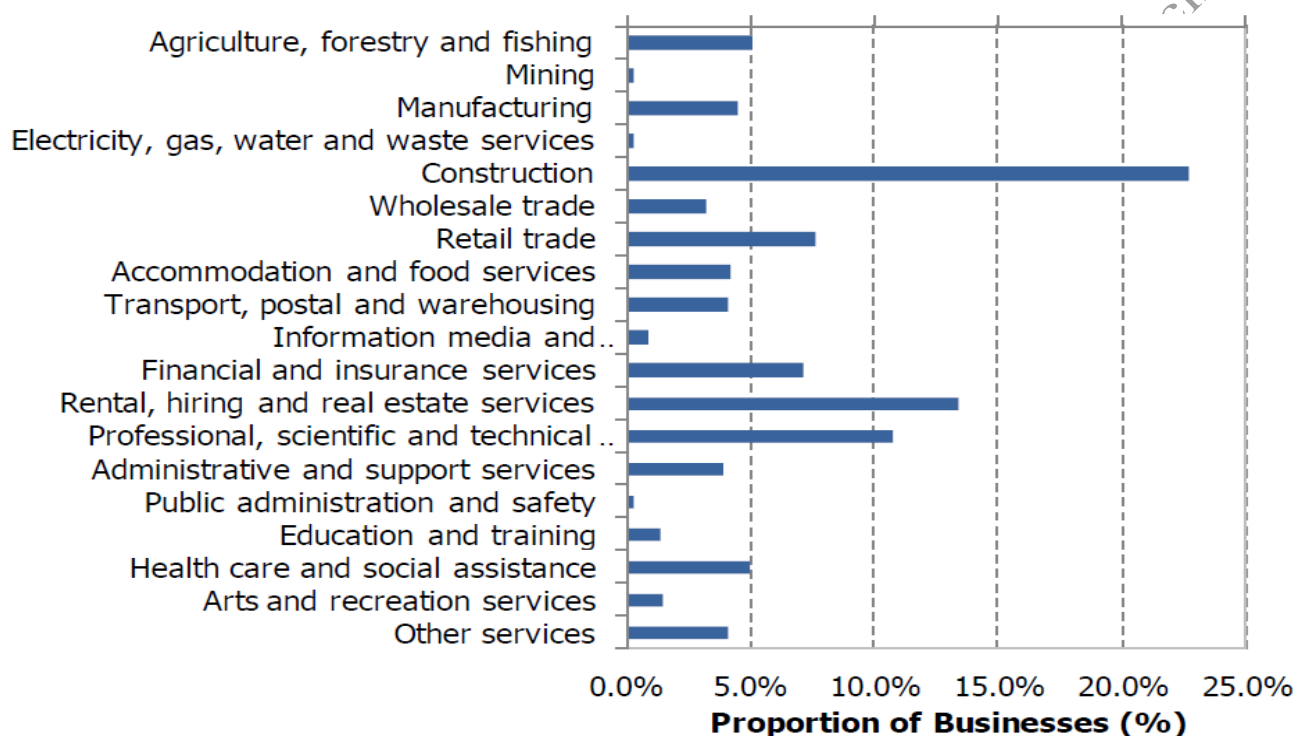 Agriculture, forestry and fishing
Mining
Manufacturing
Electricity, gas, water and waste services
Construction
Wholesale trade
Retail trade
Accommodation and food services
Transport, postal and warehousing
Information media and ..
Financial and insurance services
Rental, hiring and real estate services
Professional, scientific and technical ..
Administrative and support services
Public administration and safety
Education and training
Health care and social assistance
Arts and recreation services
Other services
0.0% 5.0% 10.0% 15.0% 20.0% 25.0%
Proportion of Businesses (%)